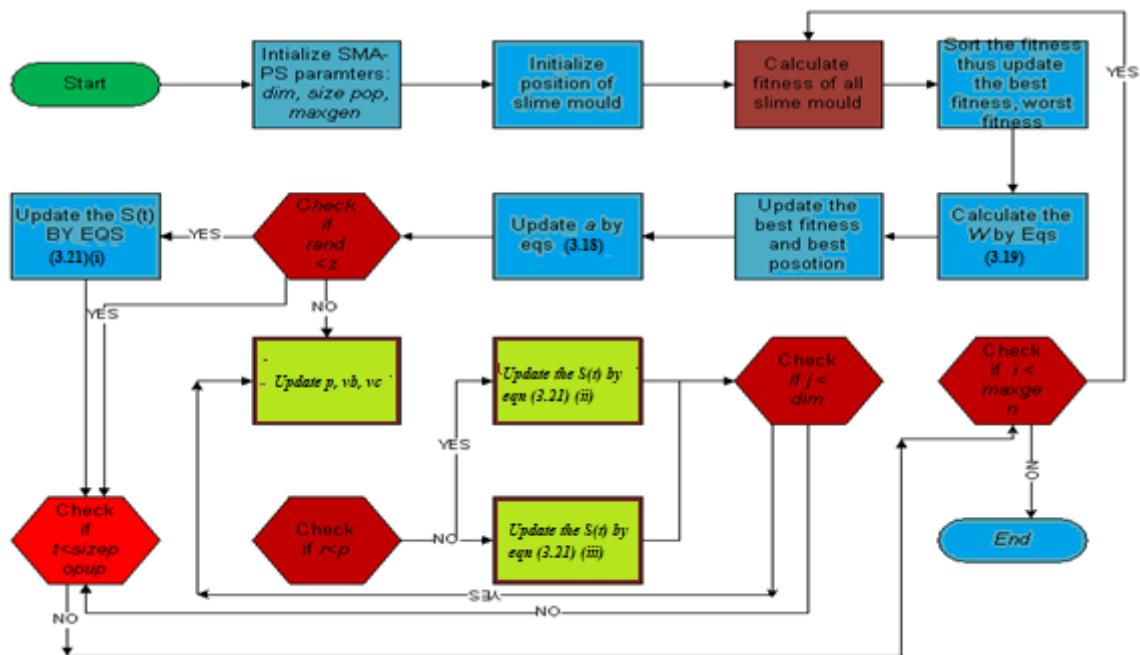 Start
Intialize SMA-
PS paramters:
dim, size pop,
maxgen
Initialize
position of
slime mould
Calculate
fitness of all
slime mould
Sort the fitness
thus update
the best
fitness, worst
fitness
YES
Update the S(t)
BY EQS
(3.21)(i)
YES
Check
if
rand
<z
Update a by
eqs (3.18)
Update the
best fitness
and best
posotion
Calculate the
W by Eqs
(3.19)
YES
NO
Update p, vb, vc
Update the S(t) by
eqn (3.21) (ii)
Check
if j <
dim
Check
if i <
maxge
n
YES
NO
Check
if
t<sizep
opup
Check
if r<p
NO
Update the S(t) by
eqn (3.21) (iii)
End
YES
NO
NO